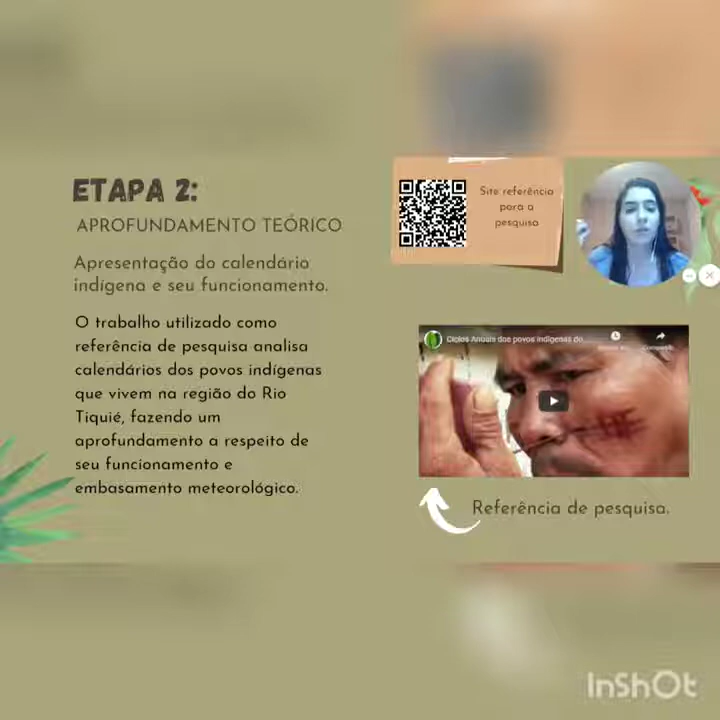 ETAPA 2:
APROFUNDAMENTO TEÓRICO
Apresentação do calendário
indígena e seu funcionamento.
O trabalho utilizado como
referência de pesquisa analisa
calendários dos povos indígenas
que vivem na região do Rio
Tiquié, fazendo um
aprofundamento a respeito de
seu funcionamento e
embasamento meteorológico.
Site referência
para a
pesquisa
Ciclos Anuais dos povos indígenas do...
Referência de pesquisa.
InShOt